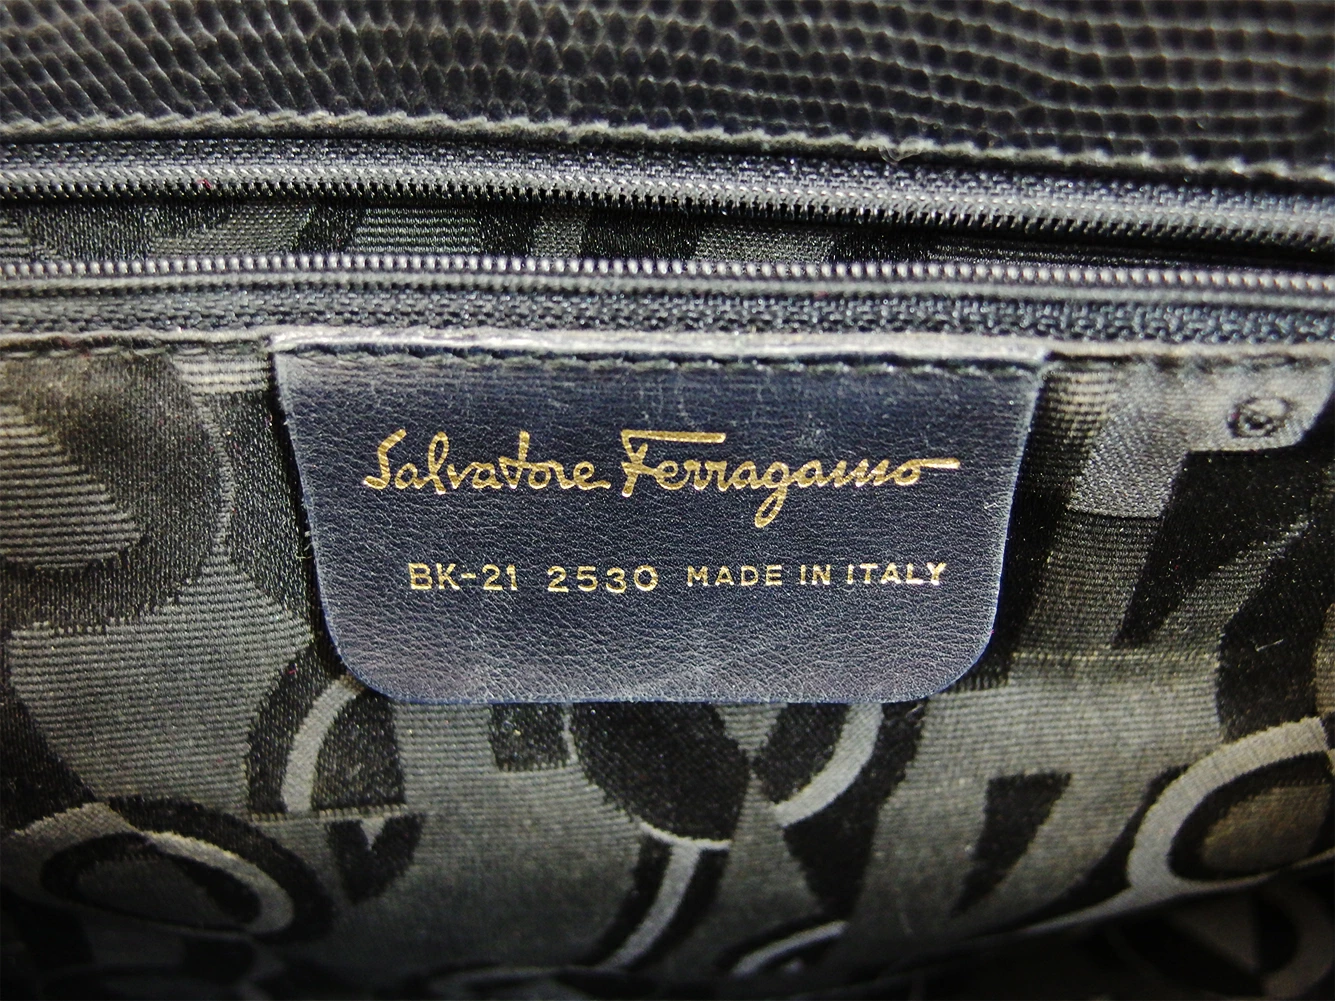 Salvatore Ferragamo
BK-21 2530 MADE IN ITALY